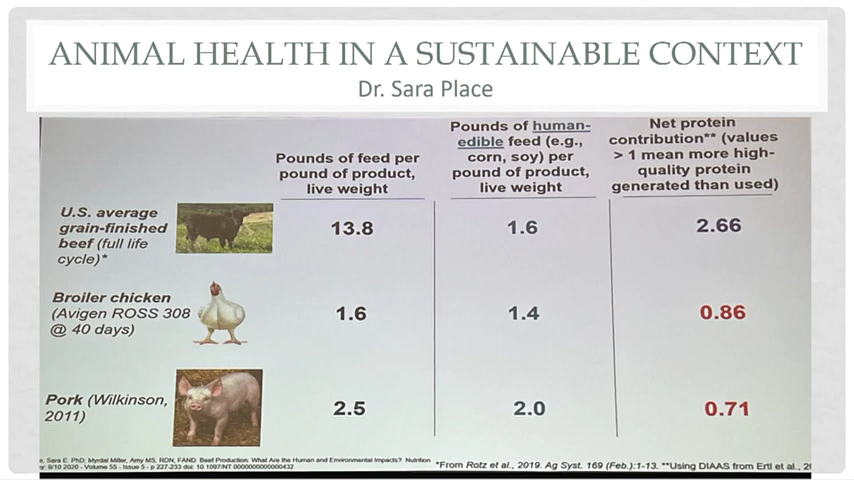 ANIMAL HEALTH IN A SUSTAINABLE CONTEXT
Dr. Sara Place
Pounds of feed per
pound of product,
live weight
Pounds of human-
edible feed (e.g.,
corn, soy) per
pound of product,
live weight
Net protein
contribution** (values
> 1 mean more high-
quality protein
generated than used)
U.S. average
grain-finished
beef (full life
cycle)*
13.8
1.6
2.66
Broiler chicken
(Avigen ROSS 308
@ 40 days)
1.6
1.4
0.86
Pork (Wilkinson,
2011)
2.5
2.0
0.71
Sara E. PhD; Myrdal Miller, Amy MS, RDN, FAND. Beef Production: What Are the Human and Environmental Impacts? Nutrition
9/10 2020 - Volume 55 - Issue 5 - p 227-233 doi: 10.1097/NT.0000000000000432
*From Rotz et al., 2019. Ag Syst. 169 (Feb.):1-13. **Using DIAAS from Ertl et al.,